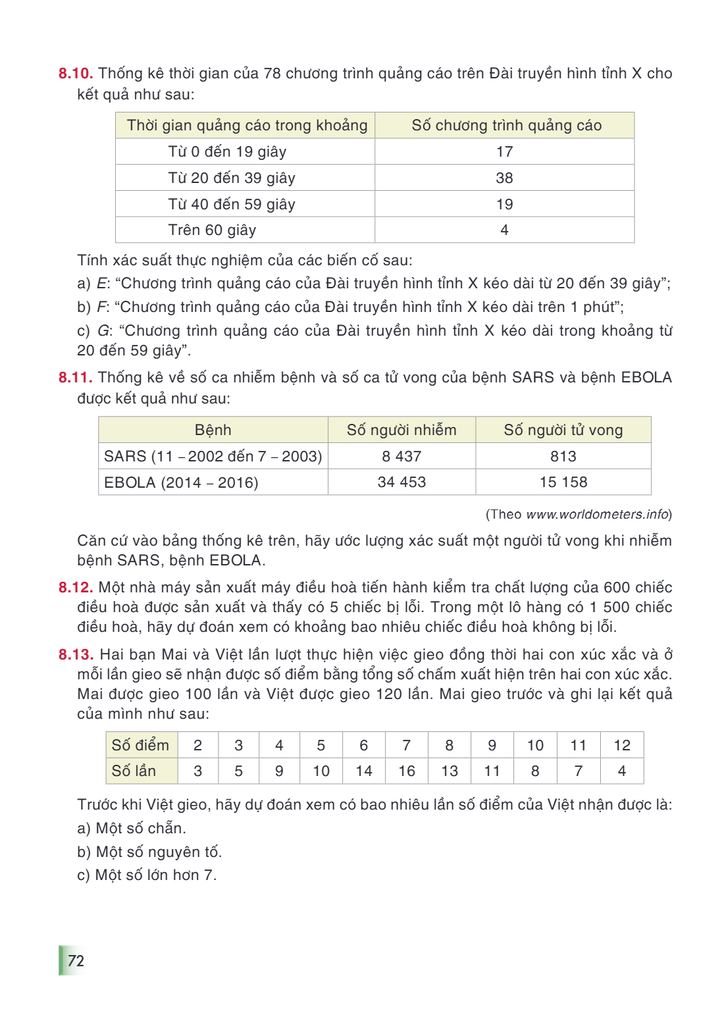 8.10. Thống kê thời gian của 78 chương trình quảng cáo trên Đài truyền hình tỉnh X cho
kết quả như sau:
Thời gian quảng cáo trong khoảng Số chương trình quảng cáo
Từ 0 đến 19 giây 17
Từ 20 đến 39 giây 38
Từ 40 đến 59 giây 19
Trên 60 giây 4
Tính xác suất thực nghiệm của các biến cố sau:
a) E: “Chương trình quảng cáo của Đài truyền hình tỉnh X kéo dài từ 20 đến 39 giây”;
b) F: “Chương trình quảng cáo của Đài truyền hình tỉnh X kéo dài trên 1 phút”;
c) G: “Chương trình quảng cáo của Đài truyền hình tỉnh X kéo dài trong khoảng từ
20 đến 59 giây”.
8.11. Thống kê về số ca nhiễm bệnh và số ca tử vong của bệnh SARS và bệnh EBOLA
được kết quả như sau:
Bệnh Số người nhiễm Số người tử vong
SARS (11 – 2002 đến 7 – 2003) 8 437 813
EBOLA (2014 – 2016) 34 453 15 158
(Theo www.worldometers.info)
Căn cứ vào bảng thống kê trên, hãy ước lượng xác suất một người tử vong khi nhiễm
bệnh SARS, bệnh EBOLA.
8.12. Một nhà máy sản xuất máy điều hoà tiến hành kiểm tra chất lượng của 600 chiếc
điều hoà được sản xuất và thấy có 5 chiếc bị lỗi. Trong một lô hàng có 1 500 chiếc
điều hoà, hãy dự đoán xem có khoảng bao nhiêu chiếc điều hoà không bị lỗi.
8.13. Hai bạn Mai và Việt lần lượt thực hiện việc gieo đồng thời hai con xúc xắc và ở
mỗi lần gieo sẽ nhận được số điểm bằng tổng số chấm xuất hiện trên hai con xúc xắc.
Mai được gieo 100 lần và Việt được gieo 120 lần. Mai gieo trước và ghi lại kết quả
của mình như sau:
Số điểm 2 3 4 5 6 7 8 9 10 11 12
Số lần 3 5 9 10 14 16 13 11 8 7 4
Trước khi Việt gieo, hãy dự đoán xem có bao nhiêu lần số điểm của Việt nhận được là:
a) Một số chẵn.
b) Một số nguyên tố.
c) Một số lớn hơn 7.
72